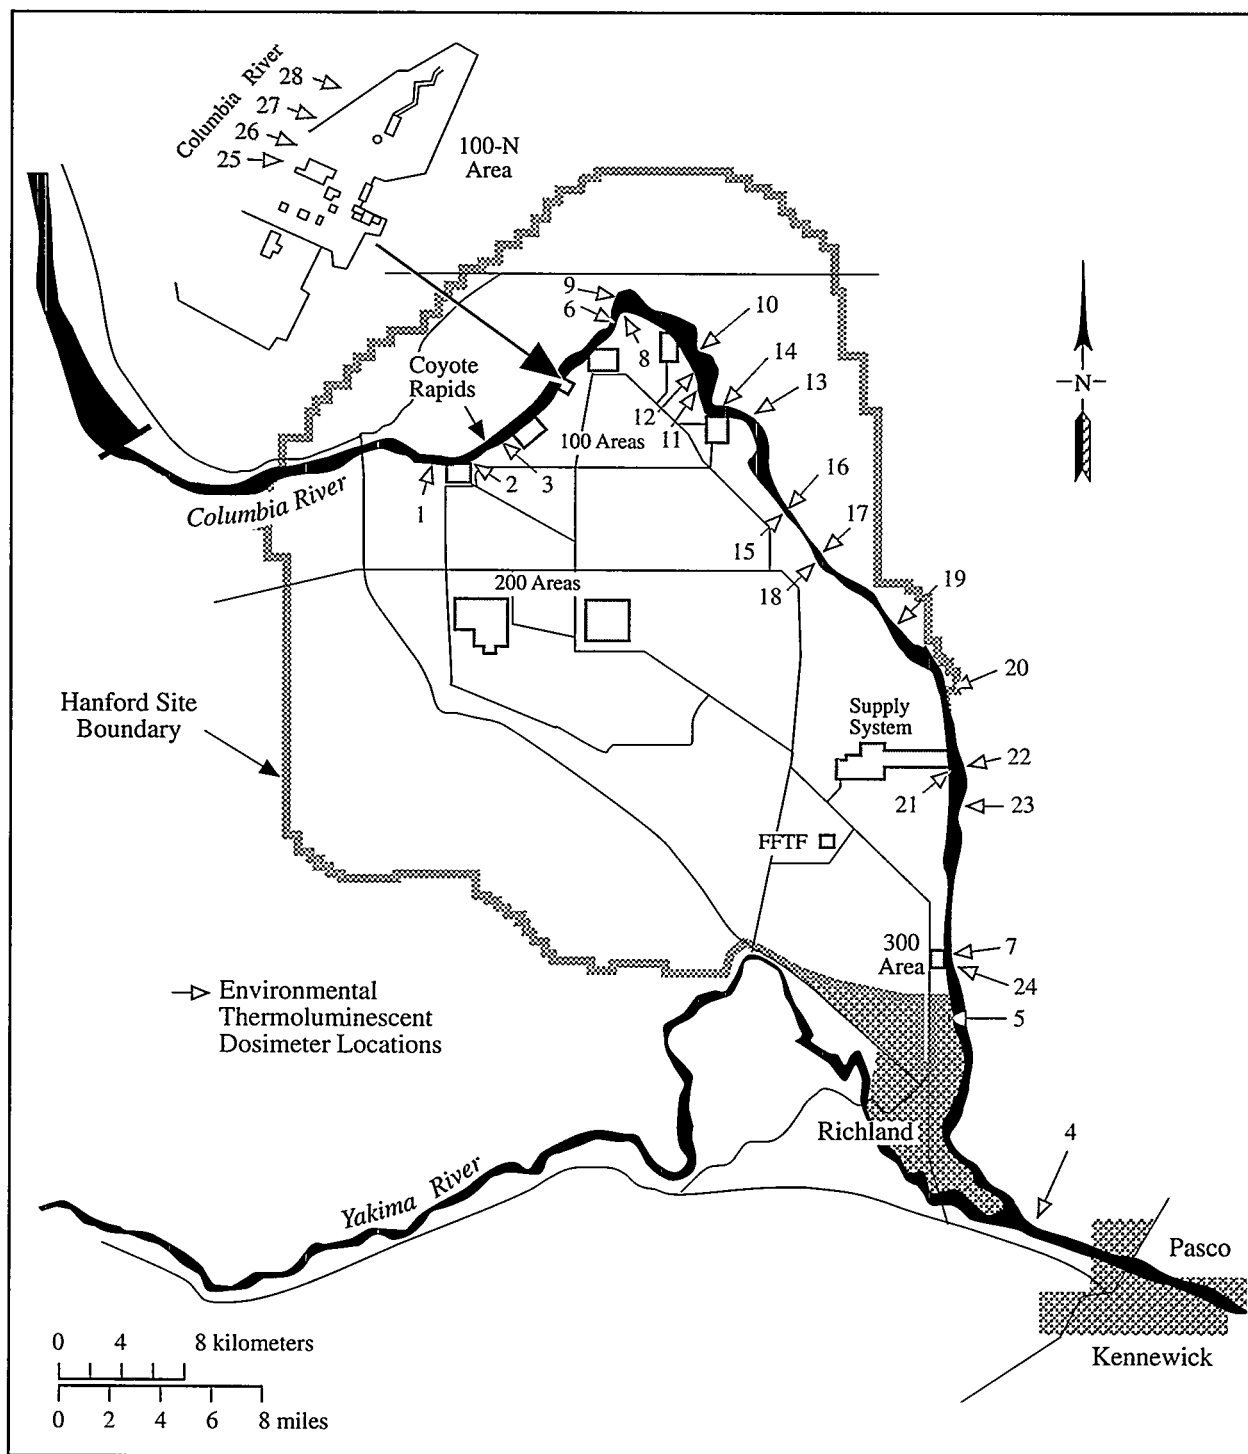 Columbia River
28
27
26
25
100-N
Area
9
6
8
10
14
13
12
11
Coyote
Rapids
100 Areas
1
2
3
Columbia River
16
15
17
18
200 Areas
19
20
Hanford Site
Boundary
Supply
System
22
21
23
FFTF
N
300
Area
7
24
5
Environmental
Thermoluminescent
Dosimeter Locations
Richland
4
Yakima River
Pasco
Kennewick
0 4 8 kilometers
0 2 4 6 8 miles